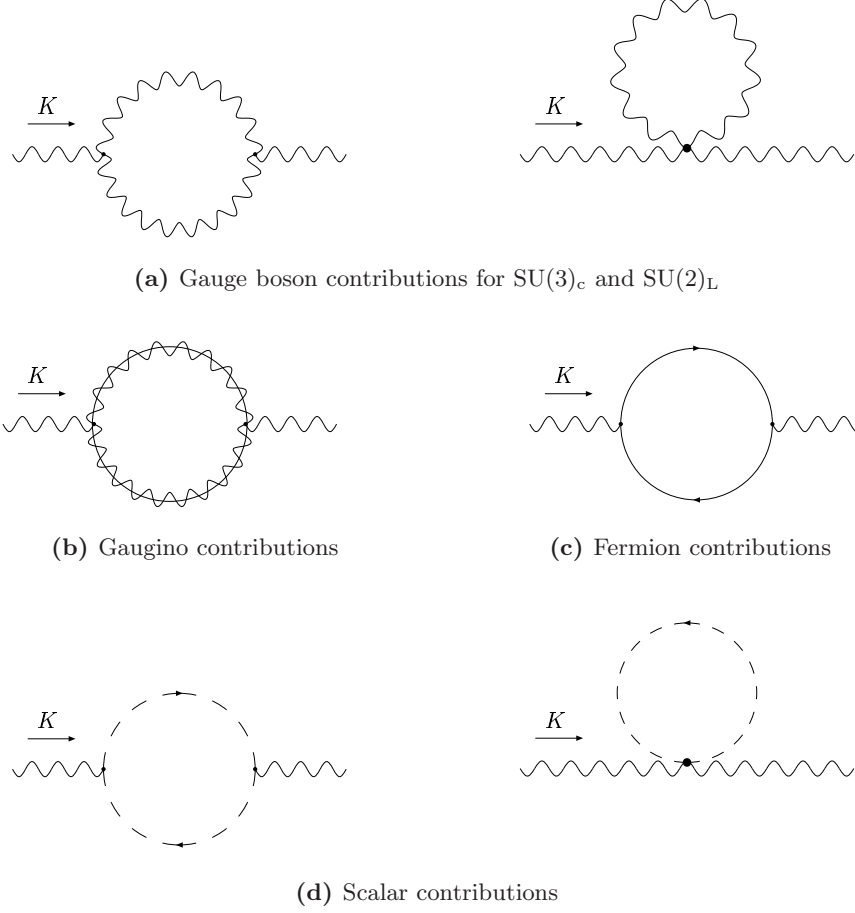 K
K
(a) Gauge boson contributions for SU(3)c and SU(2)L
K
K
(b) Gaugino contributions
(c) Fermion contributions
K
K
(d) Scalar contributions